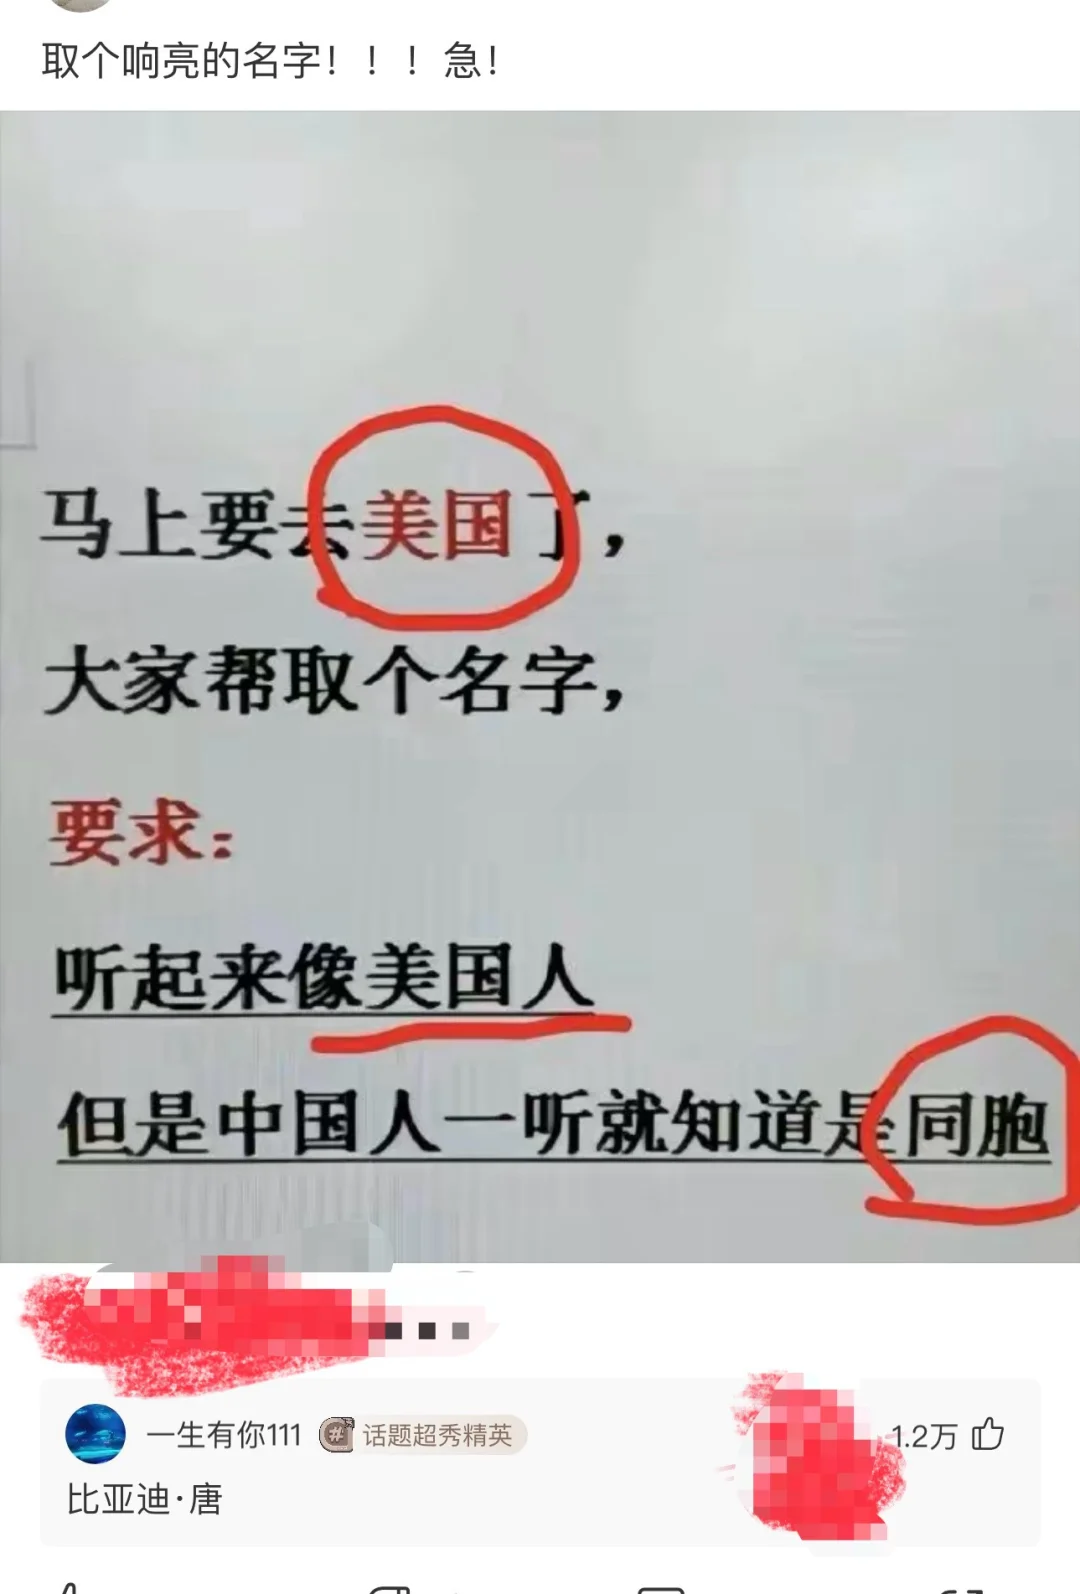 取个响亮的名字！！！急！
马上要去美国了，
大家帮取个名字，
要求：
听起来像美国人
但是中国人一听就知道是同胞
一生有你111 # 话题超秀精英 1.2万
比亚迪·唐